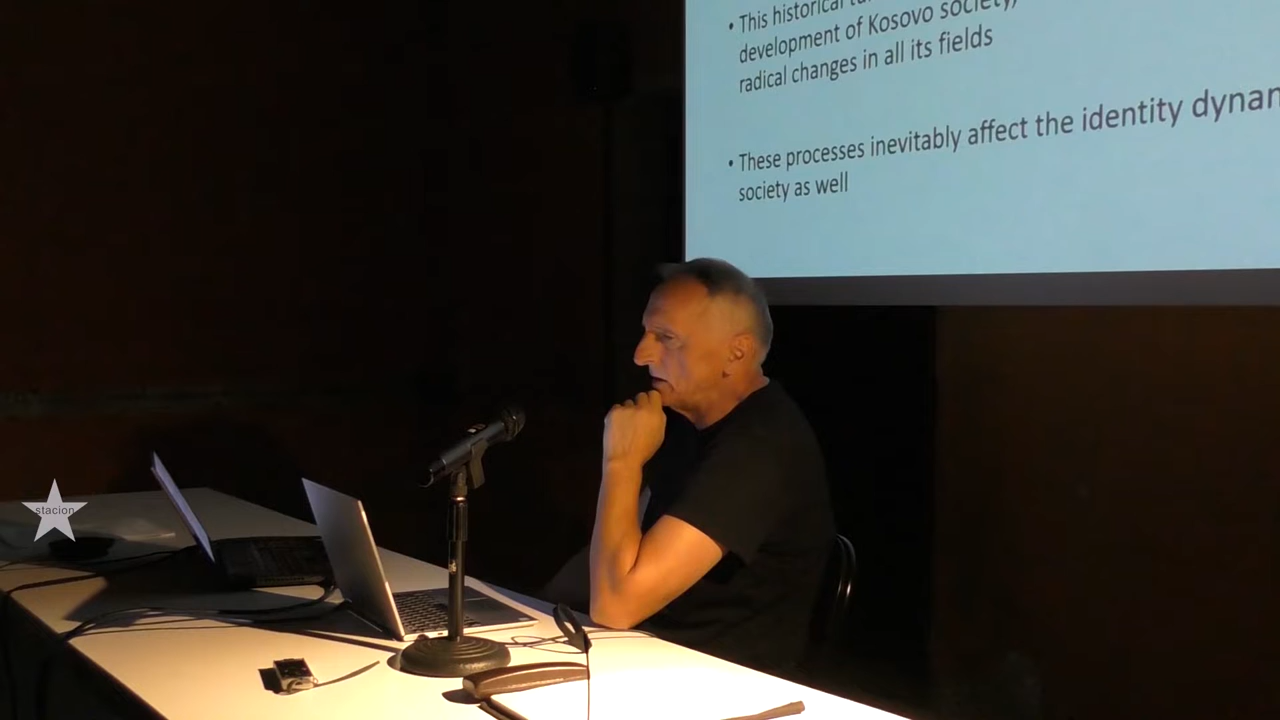 • This historical
development of Kosovo society,
radical changes in all its fields
• These processes inevitably affect the identity
society as well
stacion